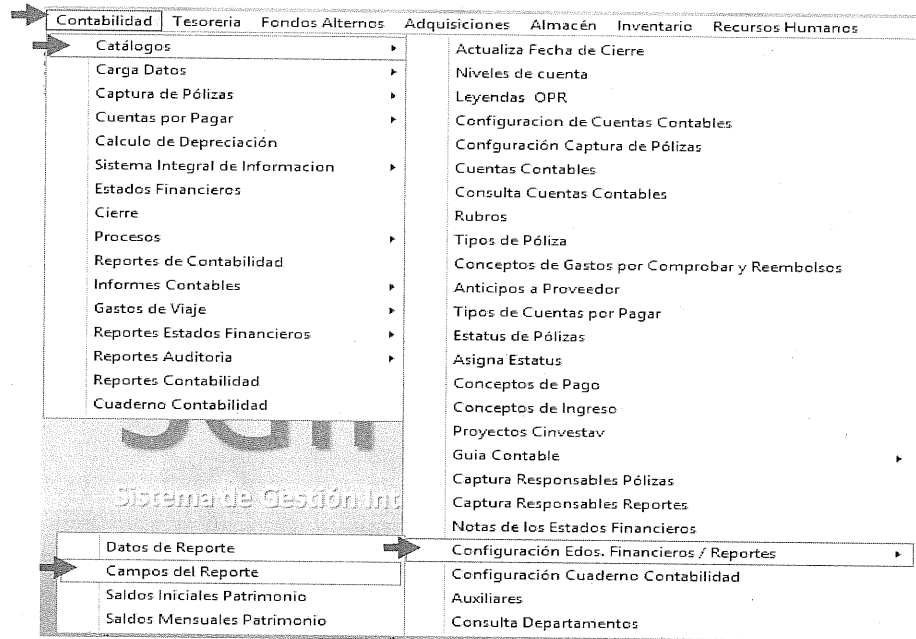 Contabilidad Tesoreria Fondos Alternos Adquisiciones Almacén Inventario Recursos Humanos
Catálogos
Carga Datos
Captura de Pólizas
Cuentas por Pagar
Calculo de Depreciación
Sistema Integral de Informacion
Estados Financieros
Cierre
Procesos
Reportes de Contabilidad
Informes Contables
Gastos de Viaje
Reportes Estados Financieros
Reportes Auditoria
Reportes Contabilidad
Cuaderno Contabilidad
Actualiza Fecha de Cierre
Niveles de cuenta
Leyendas OPR
Configuracion de Cuentas Contables
Confguración Captura de Pólizas
Cuentas Contables
Consulta Cuentas Contables
Rubros
Tipos de Póliza
Conceptos de Gastos por Comprobar y Reembolsos
Anticipos a Proveedor
Tipos de Cuentas por Pagar
Estatus de Pólizas
Asigna Estatus
Conceptos de Pago
Conceptos de Ingreso
Proyectos Cinvestav
Guia Contable
Captura Responsables Pólizas
Captura Responsables Reportes
Notas de los Estados Financieros
Configuración Edos. Financieros / Reportes
Configuración Cuaderno Contabilidad
Auxiliares
Consulta Departamentos
Sistema de Gestión Int
Datos de Reporte
Campos del Reporte
Saldos Iniciales Patrimonio
Saldos Mensuales Patrimonio